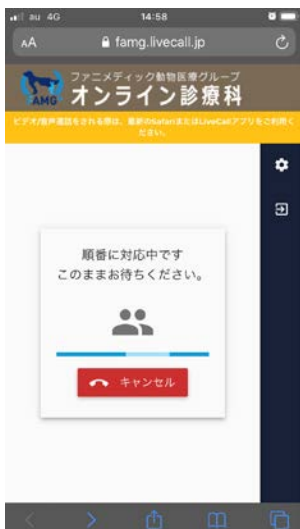 au 4G 14:58
AA famg.livecall.jp
AMG
ファニメディック動物医療グループ
オンライン診療科
ビデオ/音声通話をされる際は、最新のSafariまたはLiveCallアプリをご利用く
ださい。
順番に対応中です
このままお待ちください。
キャンセル